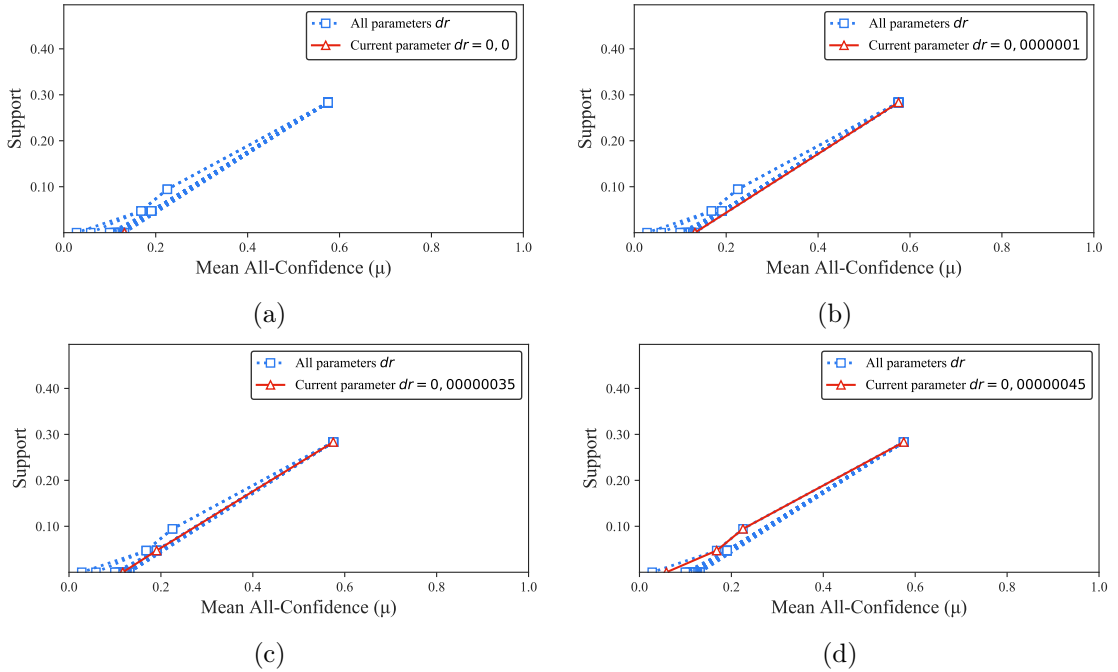 All parameters dr
Current parameter dr = 0, 0
0.40
0.30
0.20
0.10
Support
0.0
0.2
0.4
0.6
0.8
1.0
Mean All-Confidence (μ)
(a)
All parameters dr
Current parameter dr = 0, 0000001
0.40
0.30
0.20
0.10
Support
0.0
0.2
0.4
0.6
0.8
1.0
Mean All-Confidence (μ)
(b)
All parameters dr
Current parameter dr = 0, 00000035
0.40
0.30
0.20
0.10
Support
0.0
0.2
0.4
0.6
0.8
1.0
Mean All-Confidence (μ)
(c)
All parameters dr
Current parameter dr = 0, 00000045
0.40
0.30
0.20
0.10
Support
0.0
0.2
0.4
0.6
0.8
1.0
Mean All-Confidence (μ)
(d)